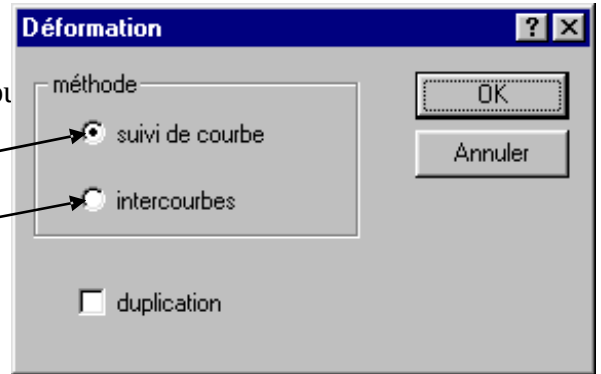 Déformation
méthode
OK
suivi de courbe
Annuler
intercourbes
duplication